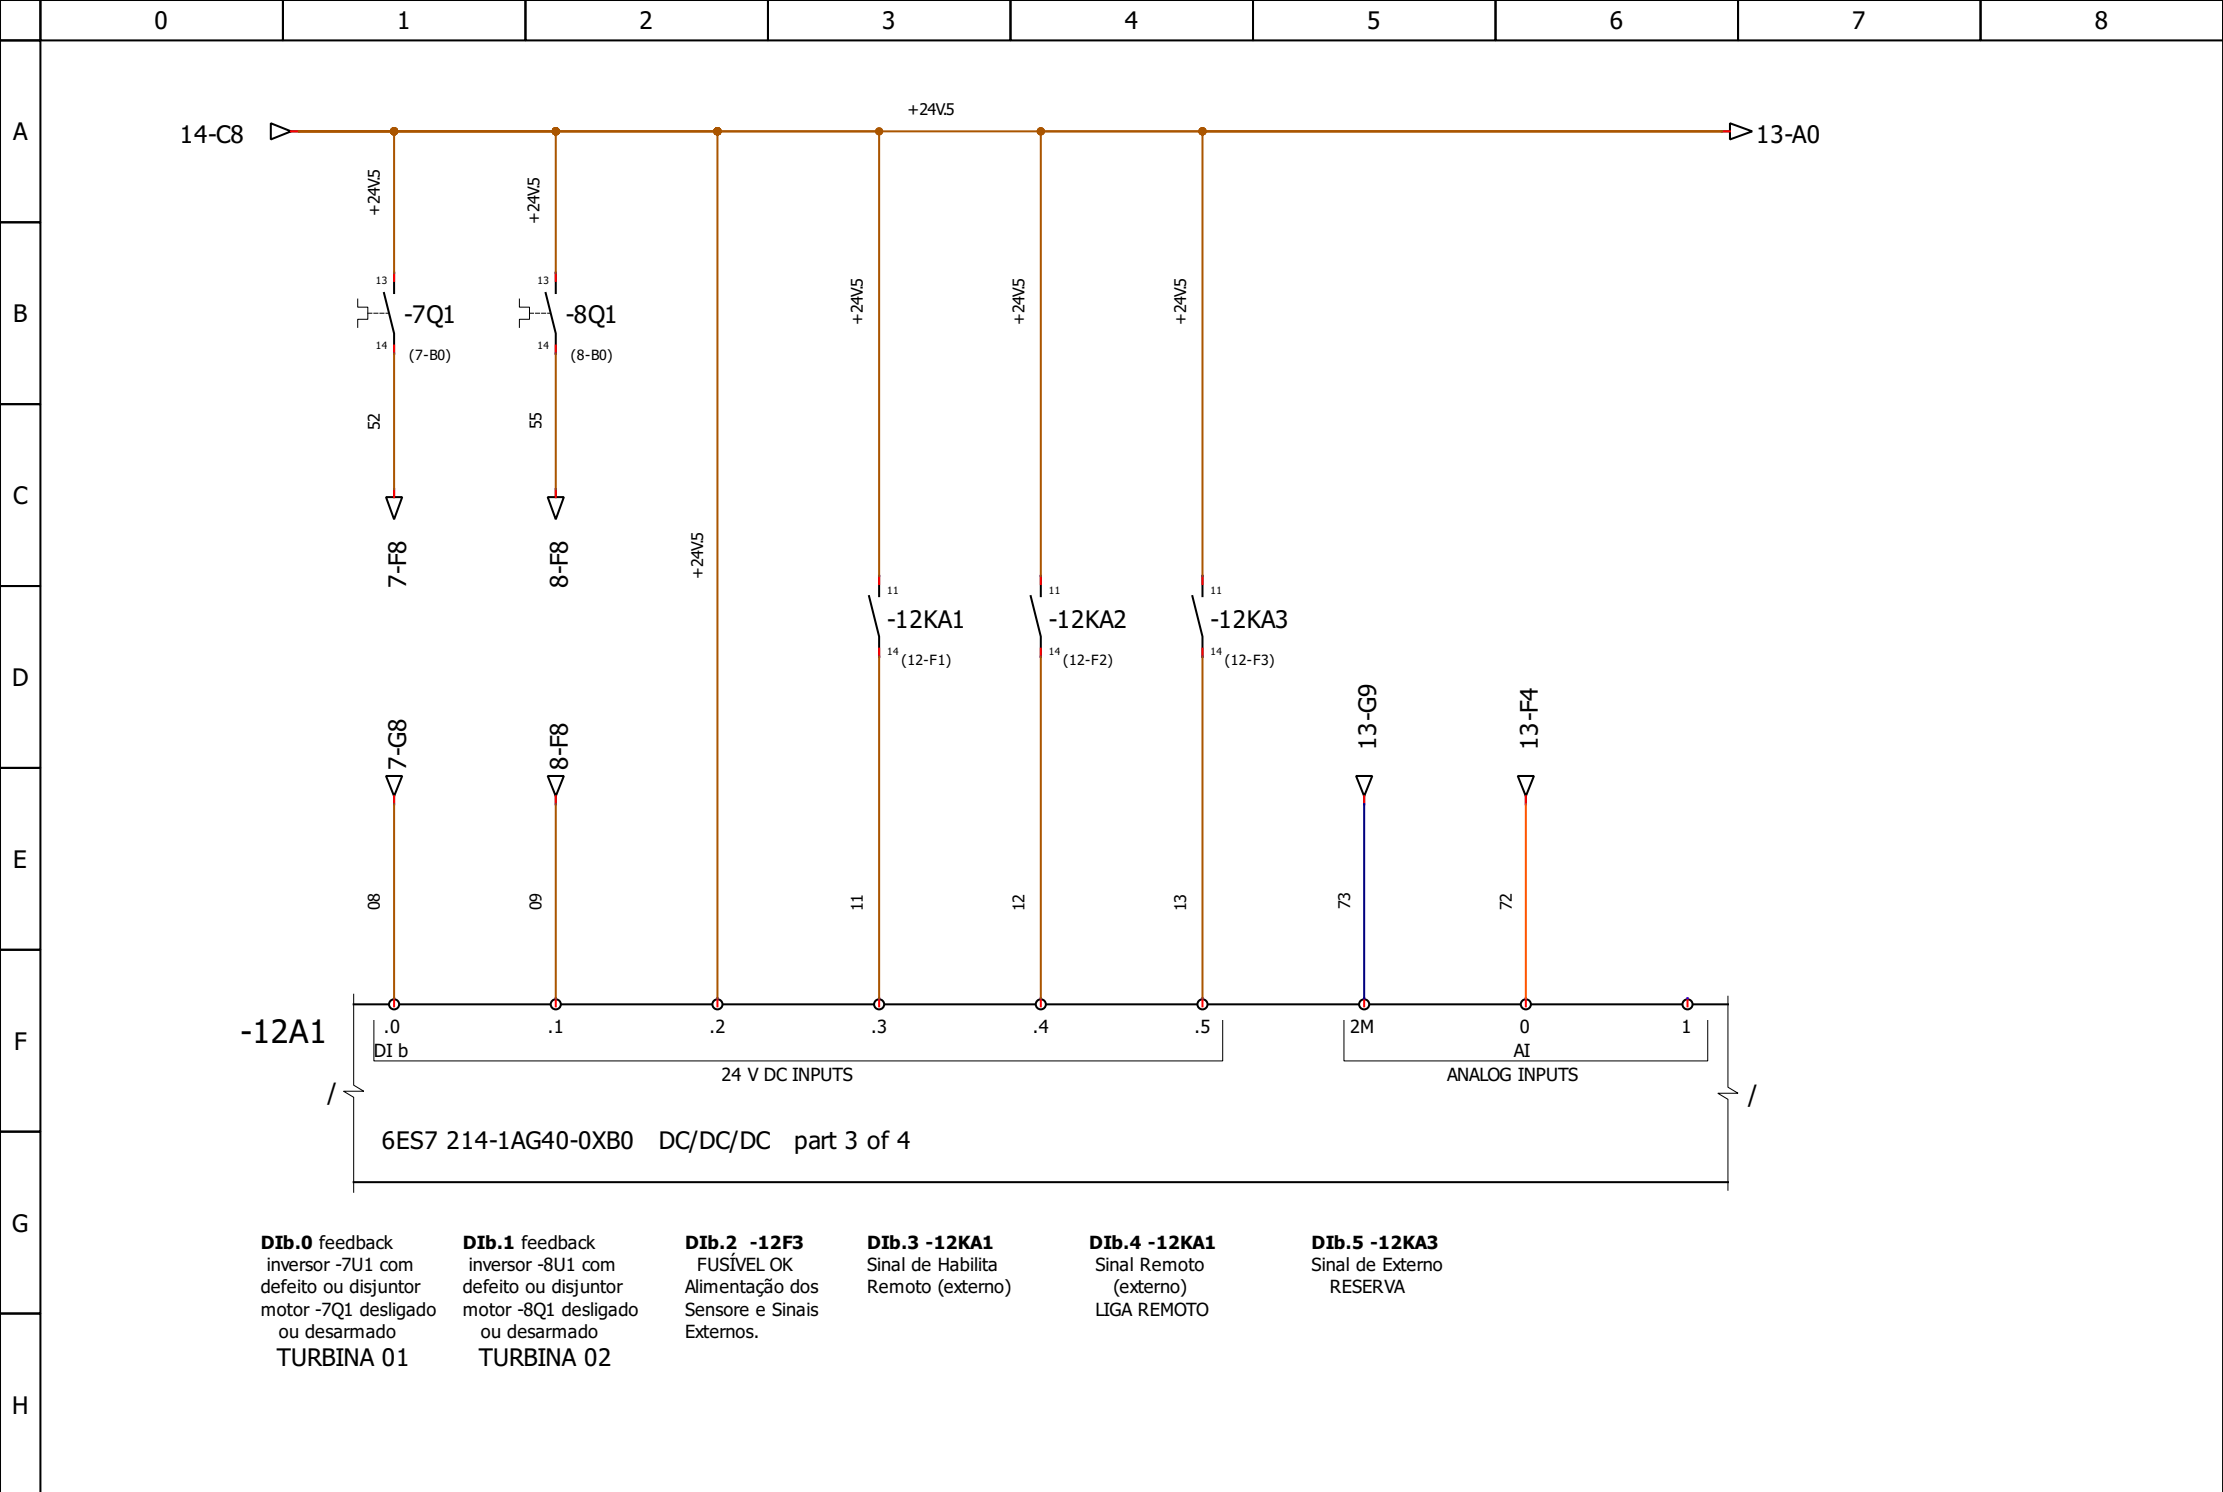 0 1 2 3 4 5 6 7 8
A
B
C
D
E
F
G
H
+24V.5
14-C8
13-A0
+24V.5
+24V.5
+24V.5
+24V.5
+24V.5
13
-7Q1
14
(7-B0)
13
-8Q1
14
(8-B0)
52
55
7-F8
8-F8
+24V.5
11
-12KA1
14
(12-F1)
11
-12KA2
14
(12-F2)
11
-12KA3
14
(12-F3)
7-G8
8-F8
13-G9
13-F4
08
09
11
12
13
73
72
-12A1
.0 .1 .2 .3 .4 .5 2M 0 1
DI b
AI
24 V DC INPUTS
ANALOG INPUTS
/
/
6ES7 214-1AG40-0XB0 DC/DC/DC part 3 of 4
DIb.0 feedback
inversor -7U1 com
defeito ou disjuntor
motor -7Q1 desligado
ou desarmado
TURBINA 01
DIb.1 feedback
inversor -8U1 com
defeito ou disjuntor
motor -8Q1 desligado
ou desarmado
TURBINA 02
DIb.2 -12F3
FUSÍVEL OK
Alimentação dos
Sensore e Sinais
Externos.
DIb.3 -12KA1
Sinal de Habilita
Remoto (externo)
DIb.4 -12KA1
Sinal Remoto
(externo)
LIGA REMOTO
DIb.5 -12KA3
Sinal de Externo
RESERVA